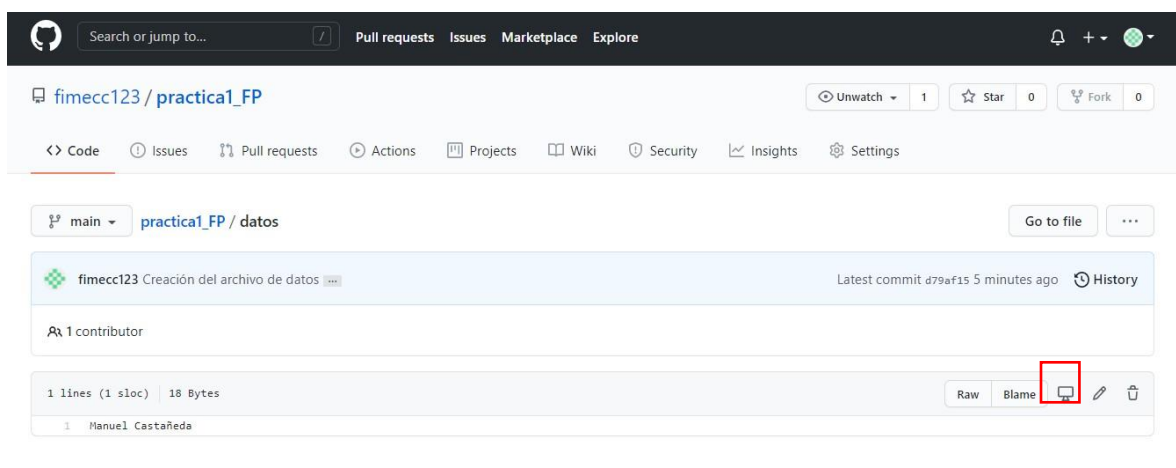 Search or jump to... / Pull requests Issues Marketplace Explore
fimecc123 / practica1_FP Unwatch 1 Star 0 Fork 0
<> Code Issues Pull requests Actions Projects Wiki Security Insights Settings
main practica1_FP / datos Go to file ...
fimecc123 Creación del archivo de datos ... Latest commit d79af15 5 minutes ago History
1 contributor
1 lines (1 sloc) 18 Bytes Raw Blame
1 Manuel Castañeda